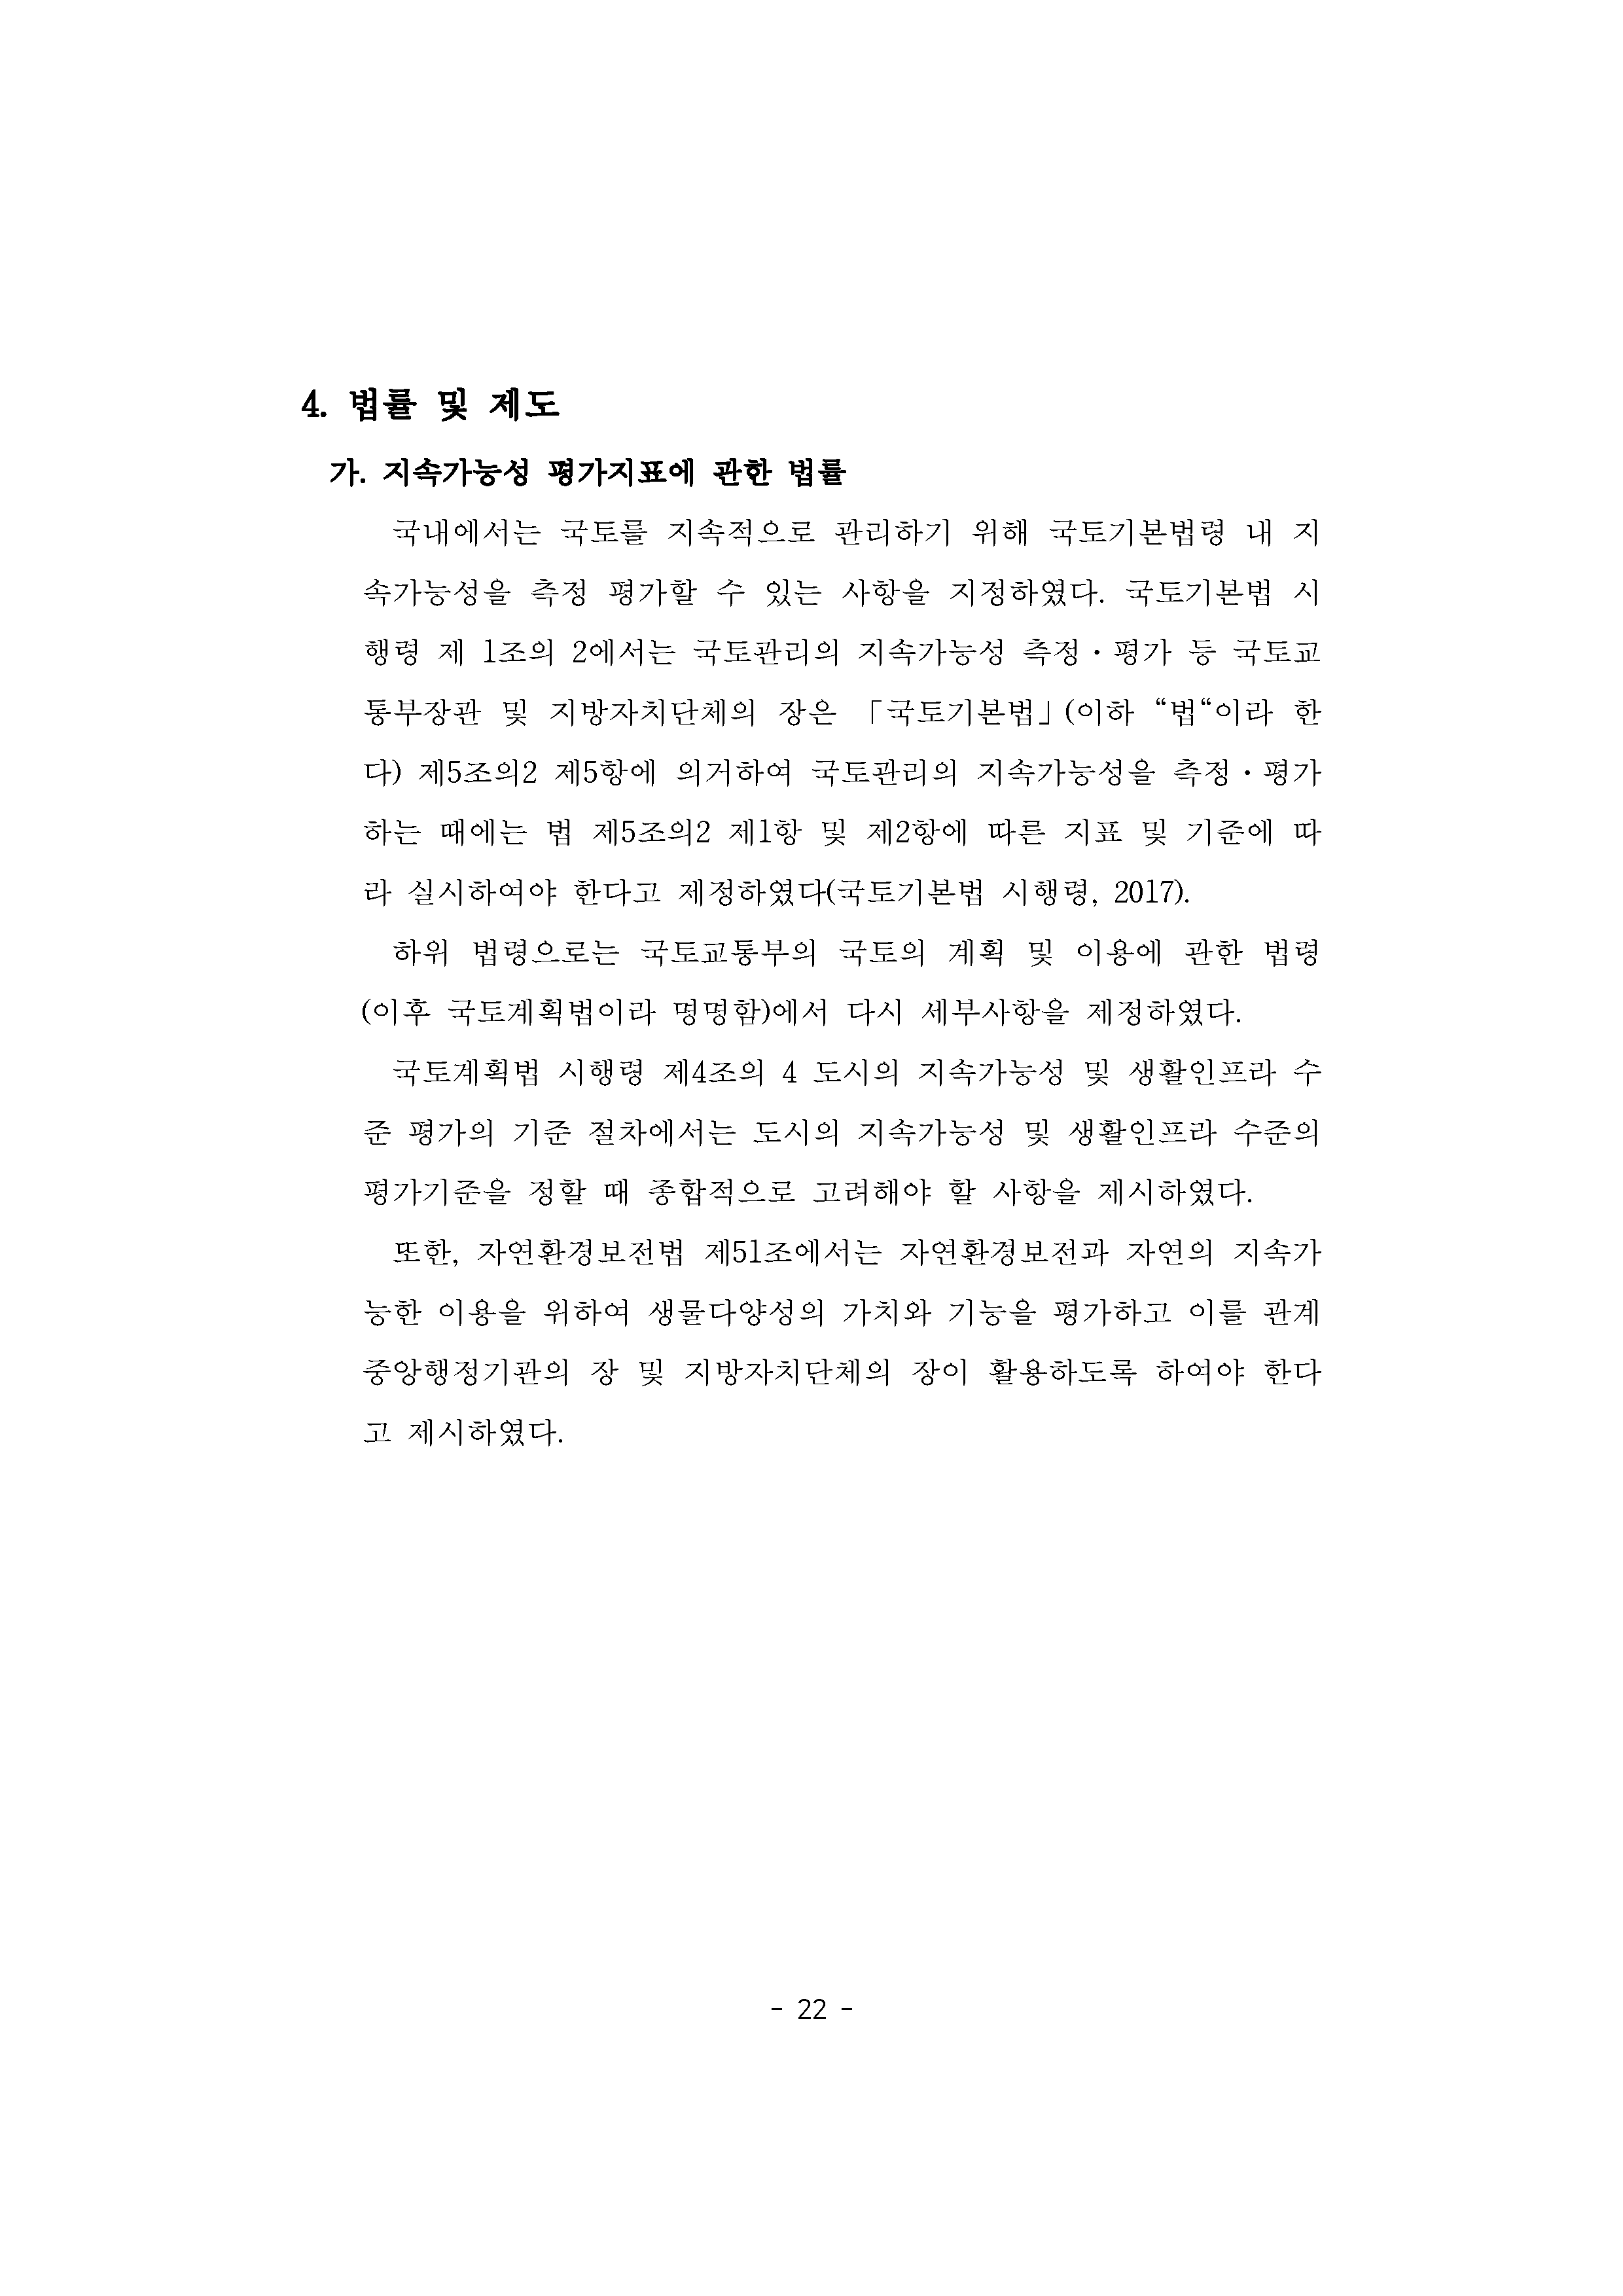 4. 법률 및 제도
가. 지속가능성 평가지표에 관한 법률
국내에서는 국토를 지속적으로 관리하기 위해 국토기본법령 내 지
속가능성을 측정 평가할 수 있는 사항을 지정하였다. 국토기본법 시
행령 제 1조의 2에서는 국토관리의 지속가능성 측정・평가 등 국토교
통부장관 및 지방자치단체의 장은 「국토기본법」(이하 “법“이라 한
다) 제5조의2 제5항에 의거하여 국토관리의 지속가능성을 측정・평가
하는 때에는 법 제5조의2 제1항 및 제2항에 따른 지표 및 기준에 따
라 실시하여야 한다고 제정하였다(국토기본법 시행령, 2017).
하위 법령으로는 국토교통부의 국토의 계획 및 이용에 관한 법령
(이후 국토계획법이라 명명함)에서 다시 세부사항을 제정하였다.
국토계획법 시행령 제4조의 4 도시의 지속가능성 및 생활인프라 수
준 평가의 기준 절차에서는 도시의 지속가능성 및 생활인프라 수준의
평가기준을 정할 때 종합적으로 고려해야 할 사항을 제시하였다.
또한, 자연환경보전법 제51조에서는 자연환경보전과 자연의 지속가
능한 이용을 위하여 생물다양성의 가치와 기능을 평가하고 이를 관계
중앙행정기관의 장 및 지방자치단체의 장이 활용하도록 하여야 한다
고 제시하였다.
- 22 -